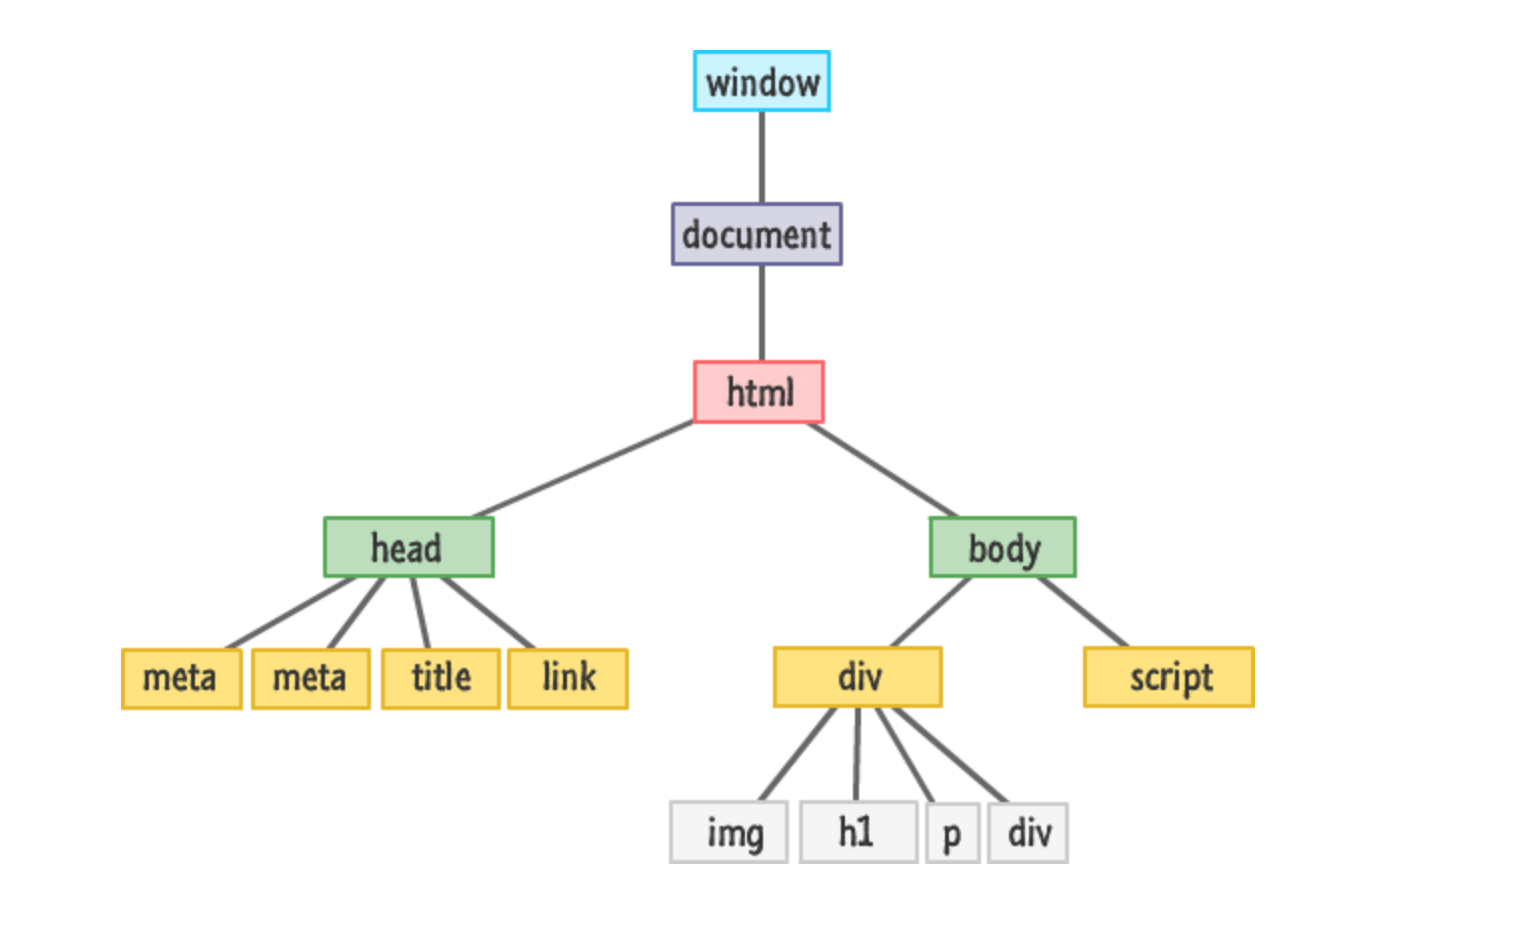 window
document
html
head
body
meta
meta
title
link
div
script
img
h1
p
div